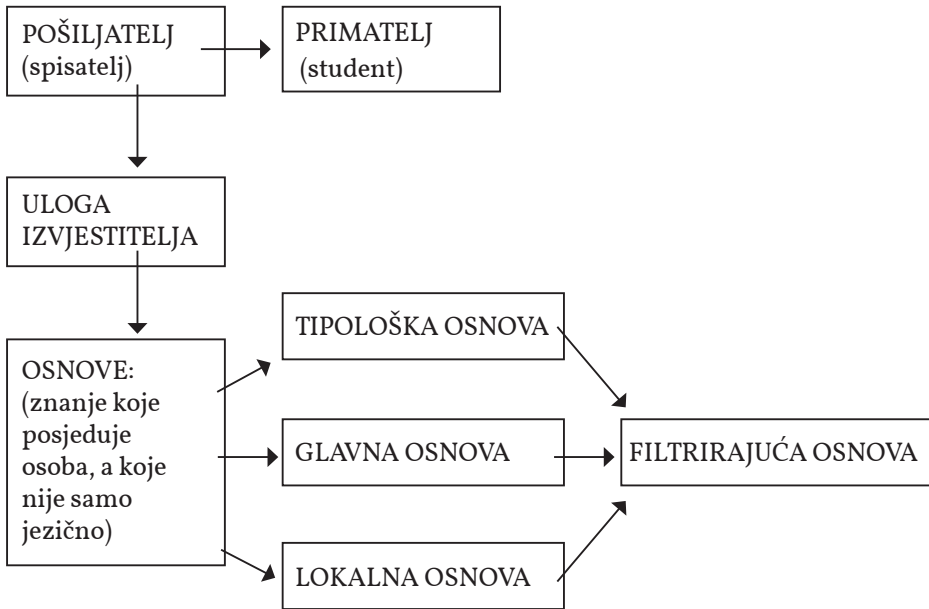 POŠILJATELJ
(spisatelj)
PRIMATELJ
(student)
ULOGA
IZVJESTITELJA
OSNOVE:
(znanje koje
posjeduje
osoba, a koje
nije samo
jezično)
TIPOLOŠKA OSNOVA
GLAVNA OSNOVA
LOKALNA OSNOVA
FILTRIRAJUĆA OSNOVA